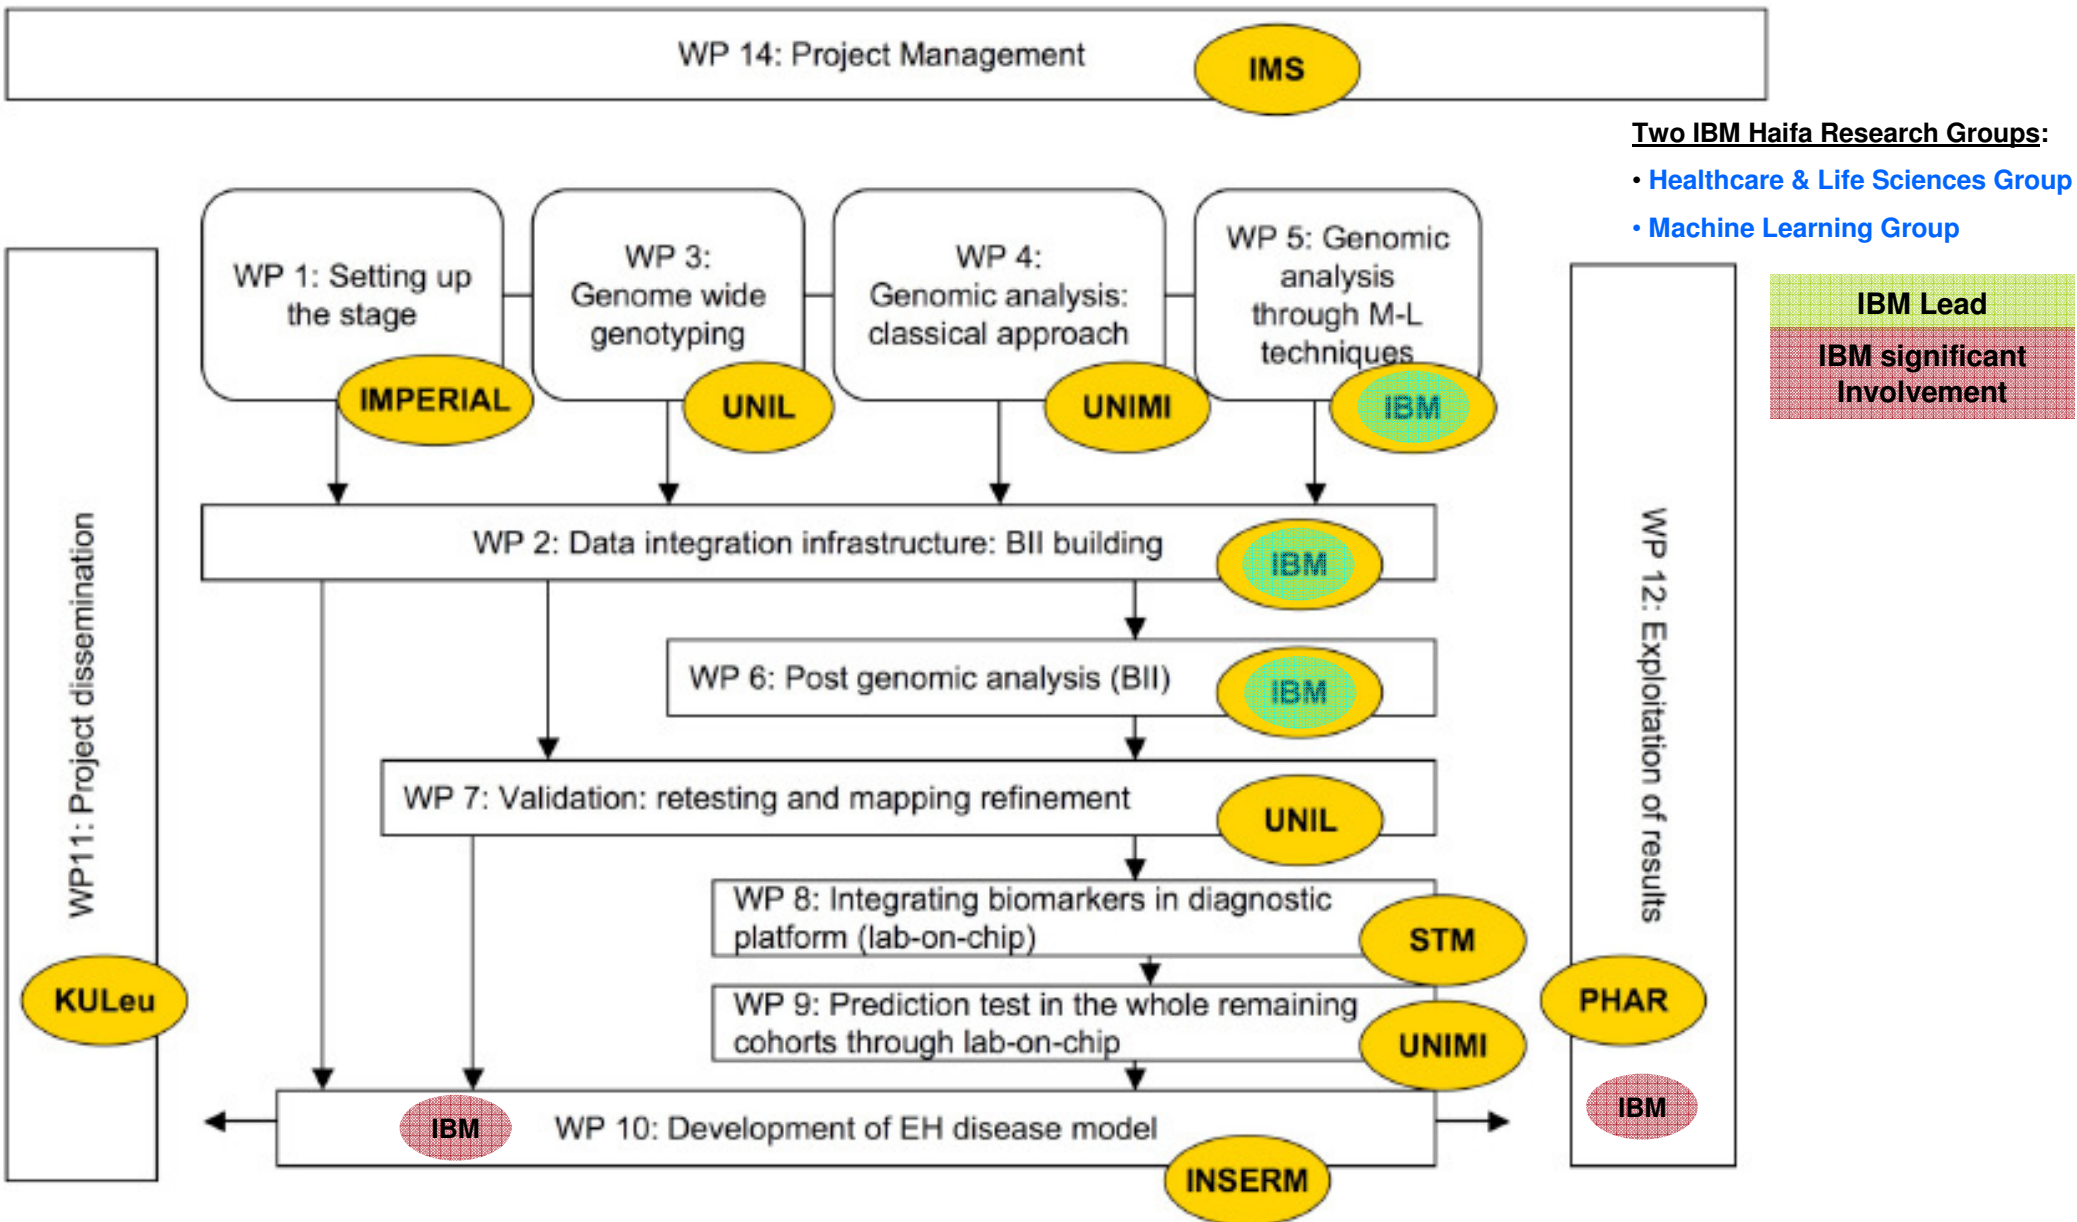 WP 14: Project Management
IMS
Two IBM Haifa Research Groups:
• Healthcare & Life Sciences Group
• Machine Learning Group
IBM Lead
IBM significant
Involvement
WP 1: Setting up
the stage
IMPERIAL
WP 3:
Genome wide
genotyping
UNIL
WP 4:
Genomic analysis:
classical approach
UNIMI
WP 5: Genomic
analysis
through M-L
techniques
IBM
WP 2: Data integration infrastructure: BII building
IBM
WP 6: Post genomic analysis (BII)
IBM
WP 7: Validation: retesting and mapping refinement
UNIL
WP 8: Integrating biomarkers in diagnostic
platform (lab-on-chip)
STM
WP 9: Prediction test in the whole remaining
cohorts through lab-on-chip
UNIMI
IBM
WP 10: Development of EH disease model
INSERM
WP11: Project dissemination
KULeu
WP 12: Exploitation of results
PHAR
IBM